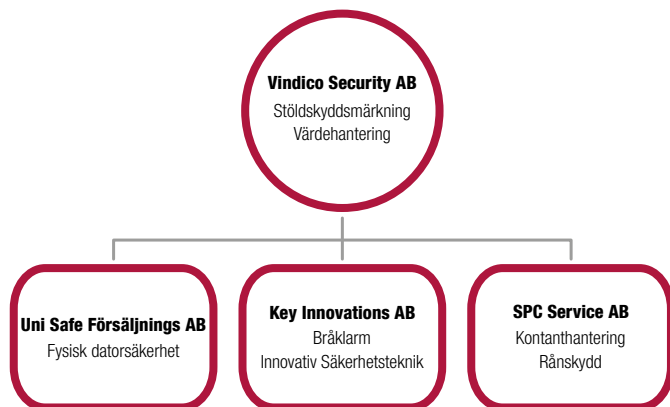 Vindico Security AB
Stöldskyddsmärkning
Värdehantering
Uni Safe Försäljnings AB
Fysisk datorsäkerhet
Key Innovations AB
Bråklarm
Innovativ Säkerhetsteknik
SPC Service AB
Kontanthantering
Rånskydd